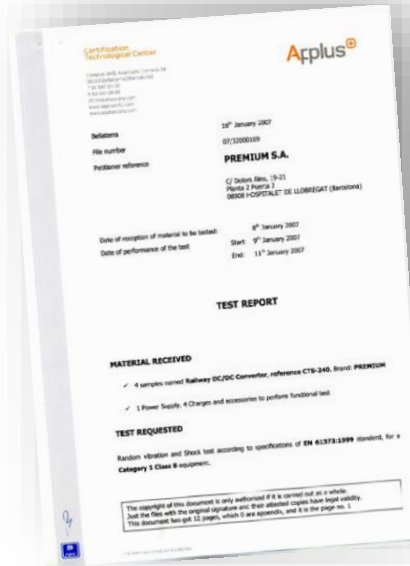 Certification
Technological Center
Applus+
Bellaterra
16th January 2007
File number
07/32000169
Petitioner reference
PREMIUM S.A.
C/ Dolors Aleu, 19-21
Planta 2 Puerta 2
08908 HOSPITALET DE LLOBREGAT (Barcelona)
Date of reception of material to be tested:
8th January 2007
Date of performance of the test
Start: 9th January 2007
End: 11th January 2007
TEST REPORT
MATERIAL RECEIVED
✓ 4 samples named Railway DC/DC Converter, reference CTS-240. Brand: PREMIUM
✓ 1 Power Supply, 4 Charges and accessories to perform functional test
TEST REQUESTED
Random vibration and Shock test according to specifications of EN 61373:1999 standard, for a
Category 1 Class B equipment.
The copyright of this document is only authorised if it is carried out as a whole.
Just the files with the original signature and their attested copies have legal validity.
This document has got 12 pages, which 0 are appendix, and it is the page no. 1